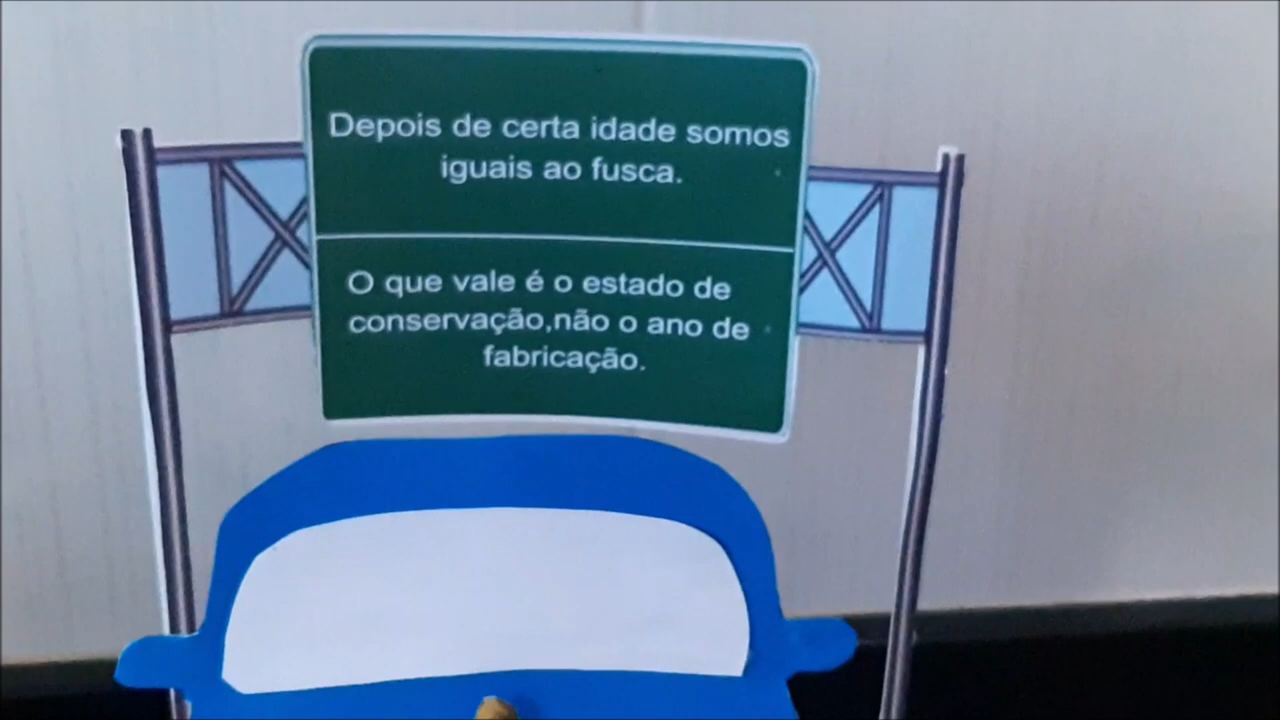 Depois de certa idade somos
iguais ao fusca.
O que vale é o estado de
conservação,não o ano de
fabricação.